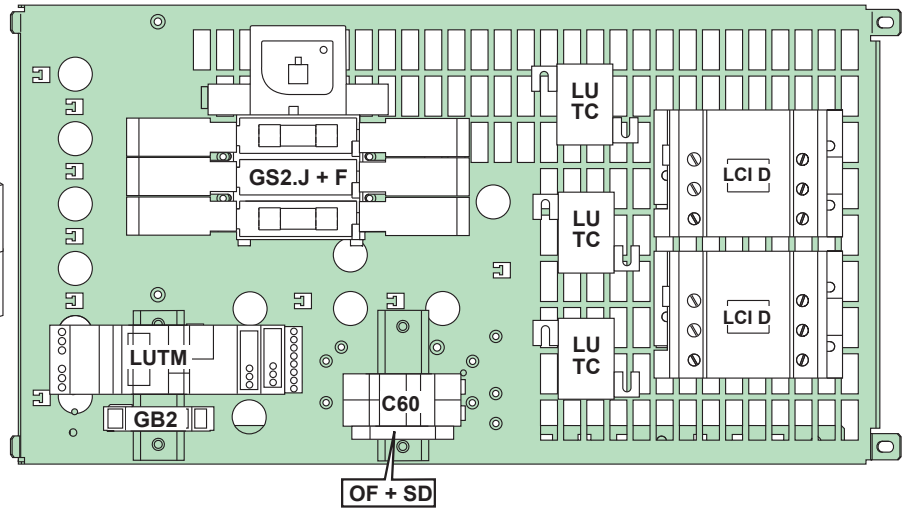 LU
TC
LCI D
GS2.J + F
LU
TC
LCI D
LUTM
LU
TC
C60
GB2
OF + SD